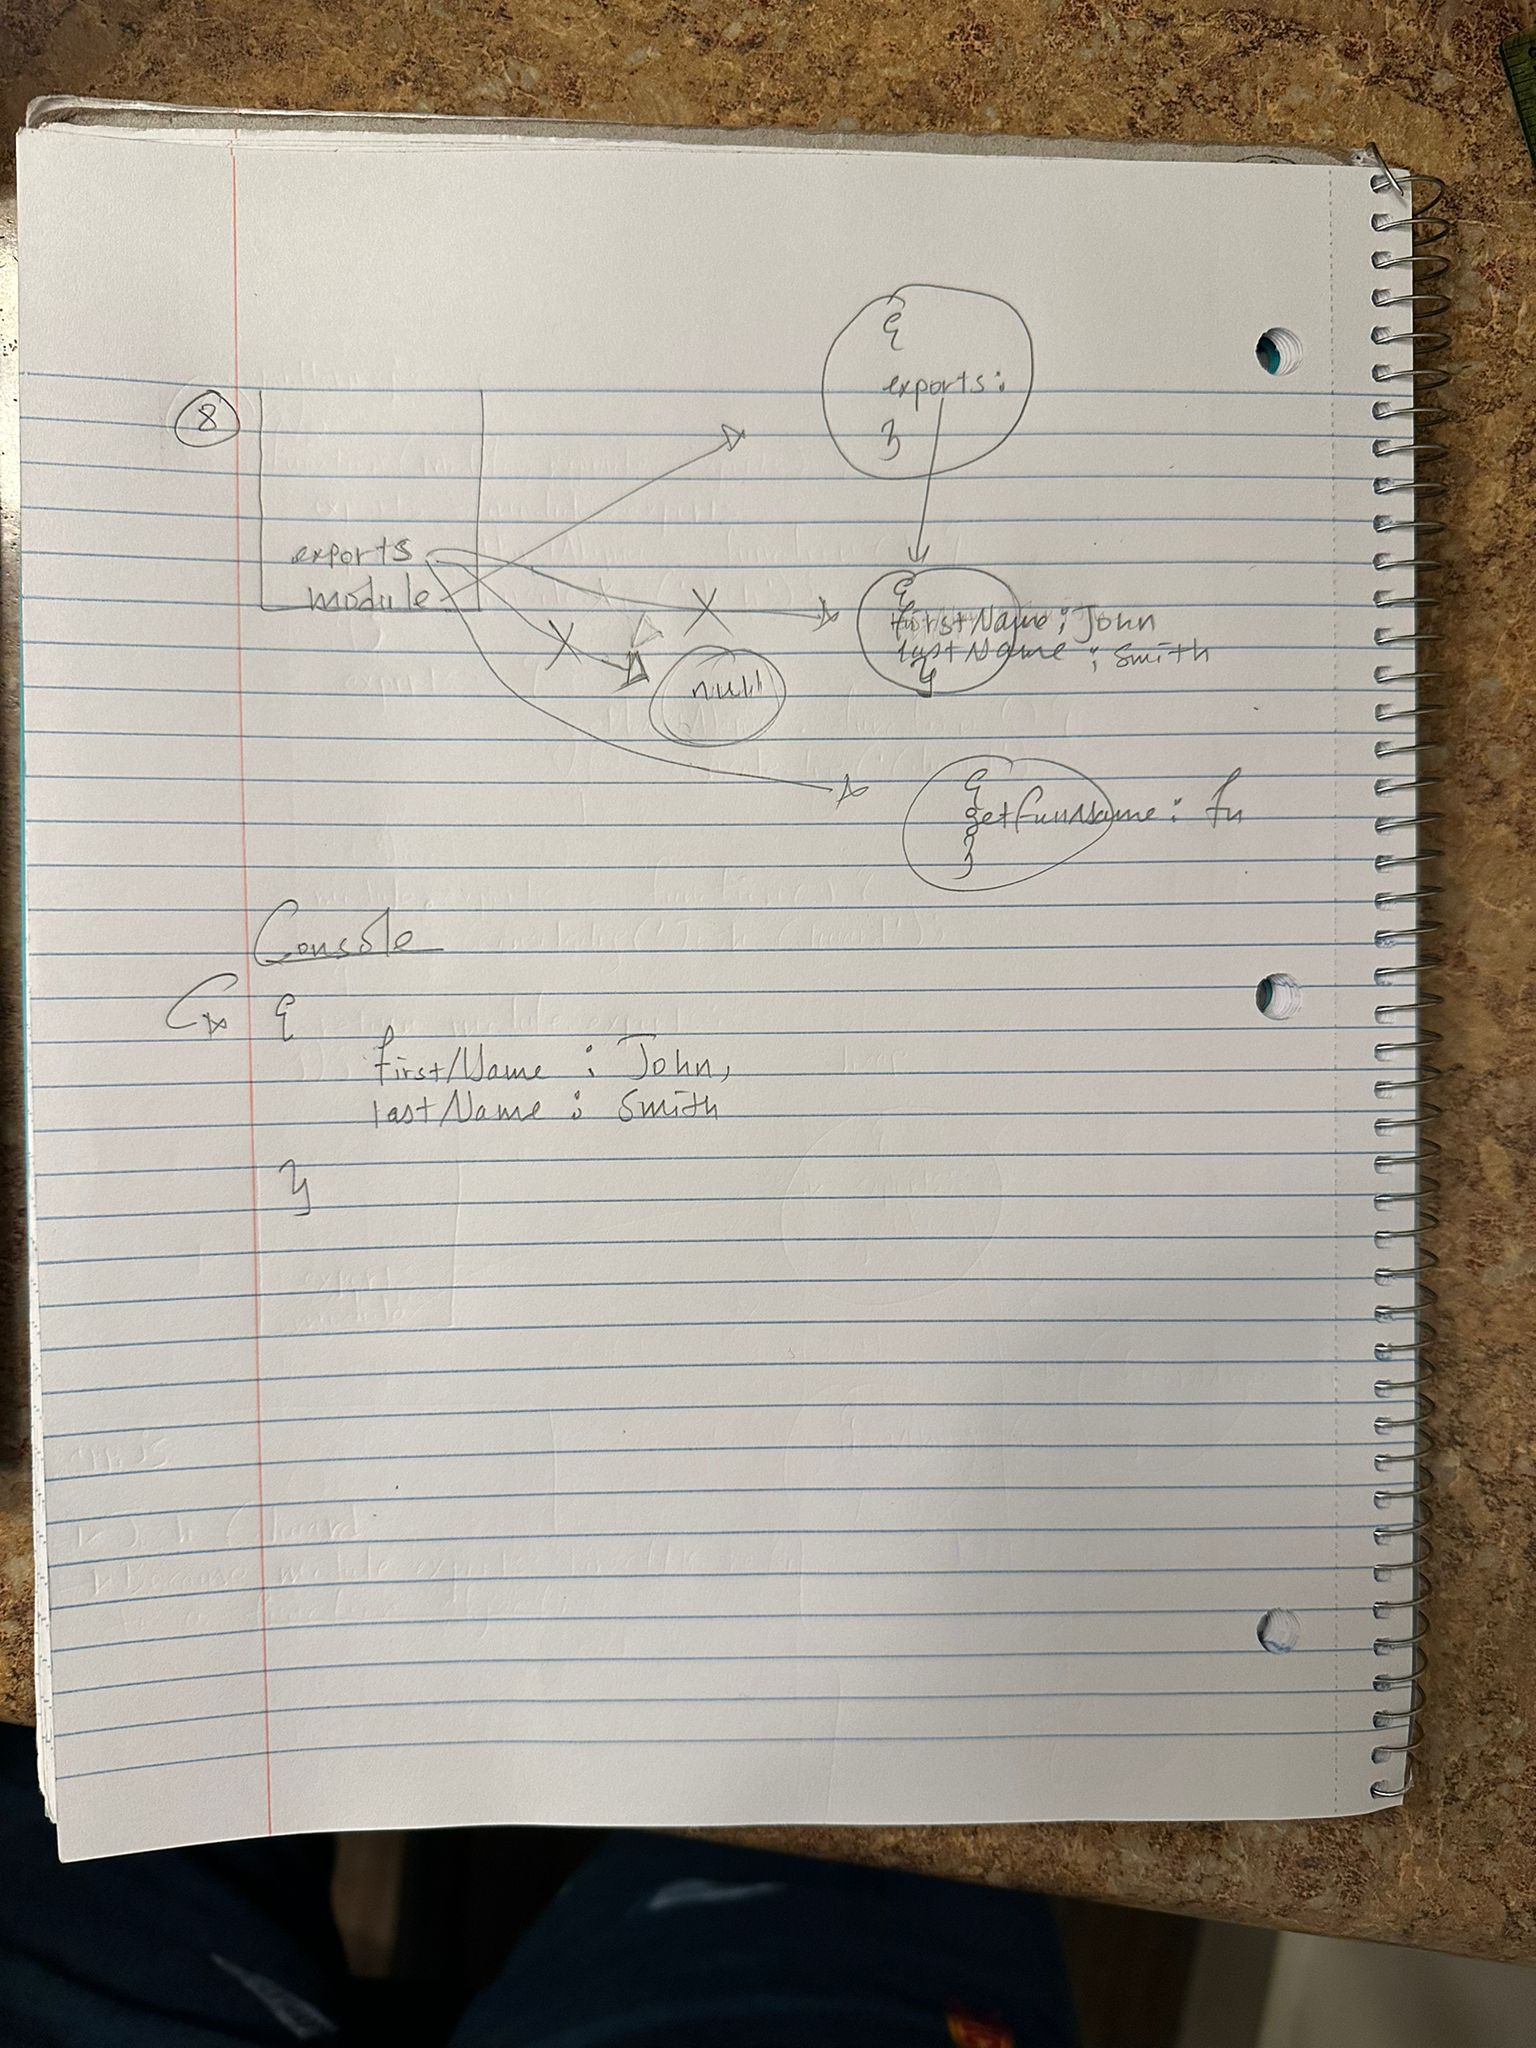 {
exports:
}
8
exports
module
{
firstName : John
lastName : Smith
}
null
{
getFullName : fn
}
Console
{
firstName : John,
lastName : Smith
}